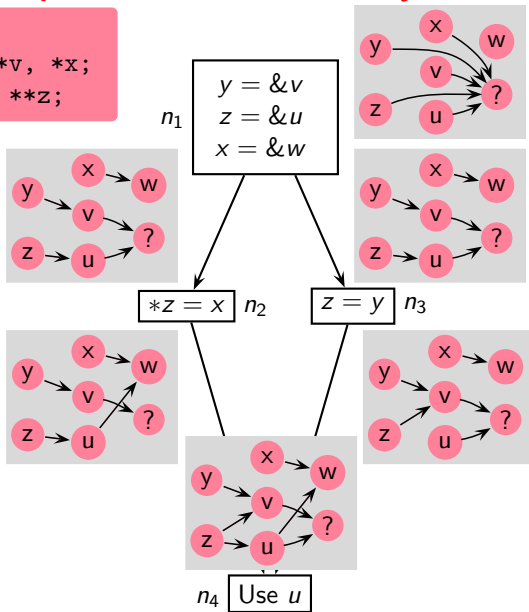 *v, *x;
**z;
x
w
y
v
?
z
u
n1
y = &v
z = &u
x = &w
x
w
y
v
?
z
u
x
w
y
v
?
z
u
*z = x
n2
z = y
n3
x
w
y
v
?
z
u
x
w
y
v
?
z
u
x
w
y
v
?
z
u
n4
Use u